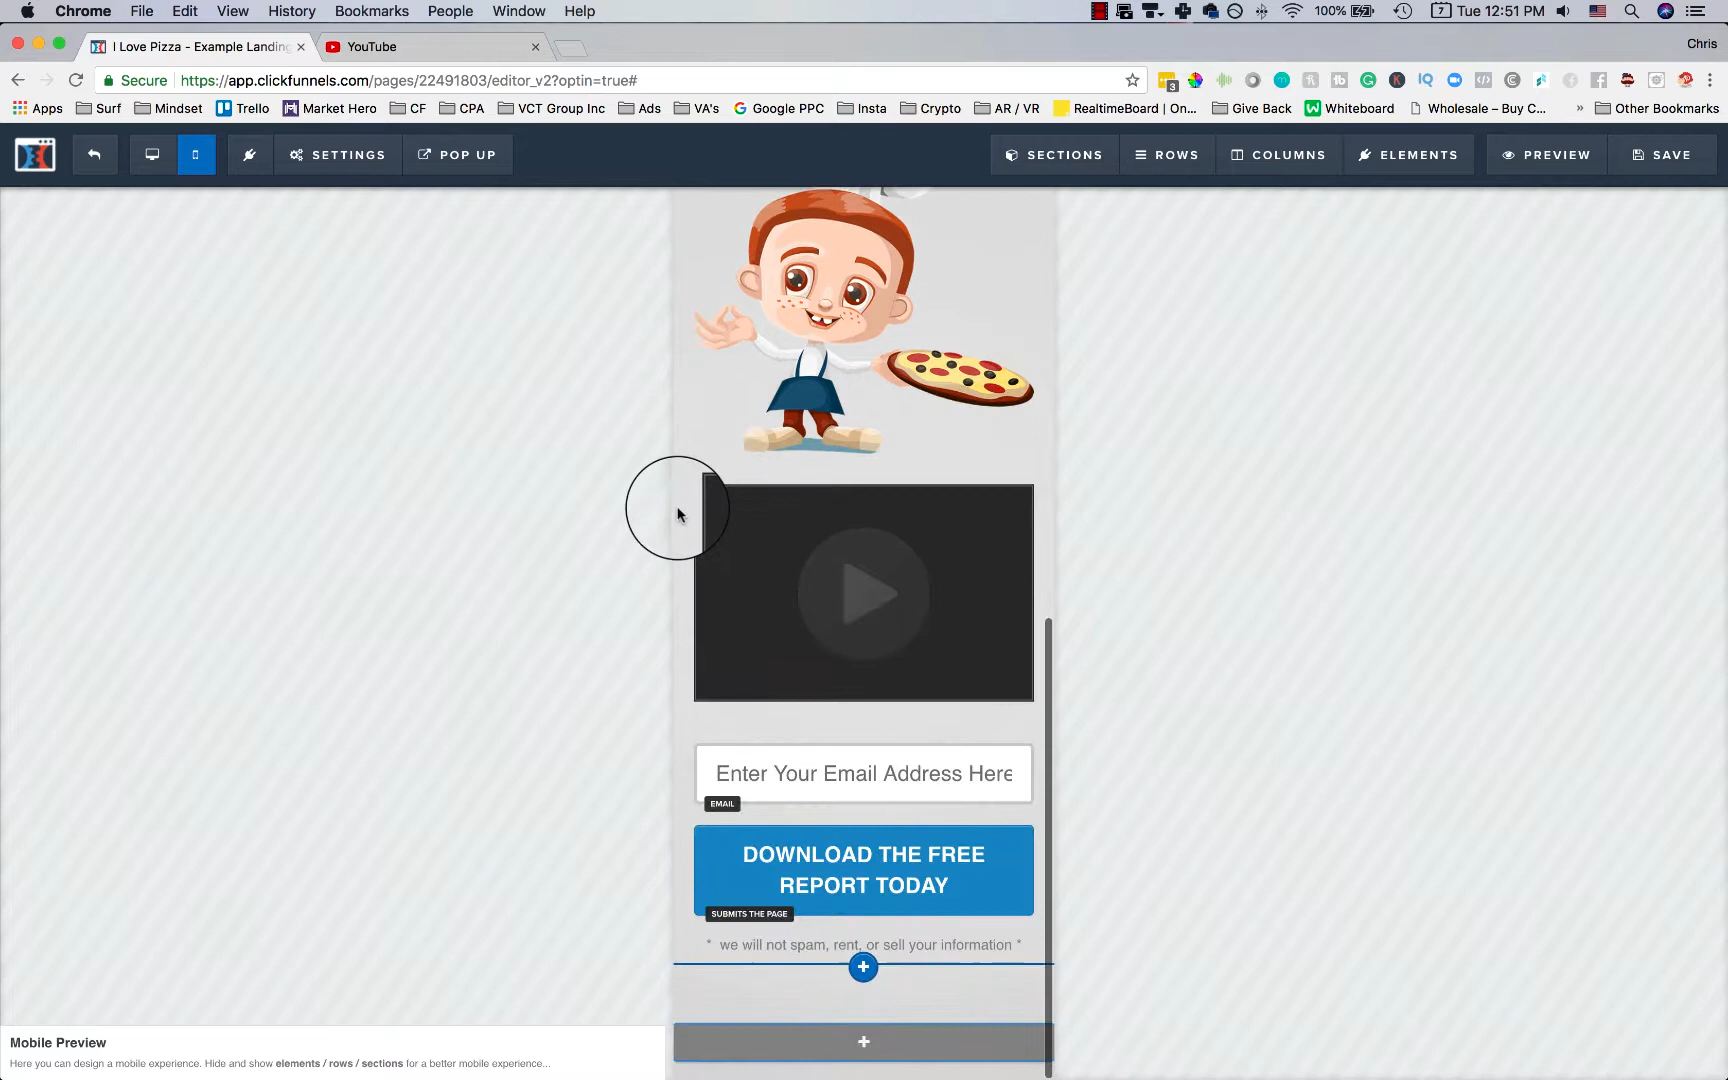 Chrome File Edit View History Bookmarks People Window Help 100% 7 Tue 12:51 PM
I Love Pizza - Example Landing YouTube Chris
Secure https://app.clickfunnels.com/pages/22491803/editor_v2?optin=true# 3
Apps Surf Mindset Trello Market Hero CF CPA VCT Group Inc Ads VA's Google PPC Insta Crypto AR / VR RealtimeBoard | On... Give Back Whiteboard Wholesale – Buy C... » Other Bookmarks
SETTINGS POP UP SECTIONS ROWS COLUMNS ELEMENTS PREVIEW SAVE
Enter Your Email Address Here
EMAIL
DOWNLOAD THE FREE
REPORT TODAY
SUBMITS THE PAGE
* we will not spam, rent, or sell your information *
Mobile Preview
Here you can design a mobile experience. Hide and show elements / rows / sections for a better mobile experience...